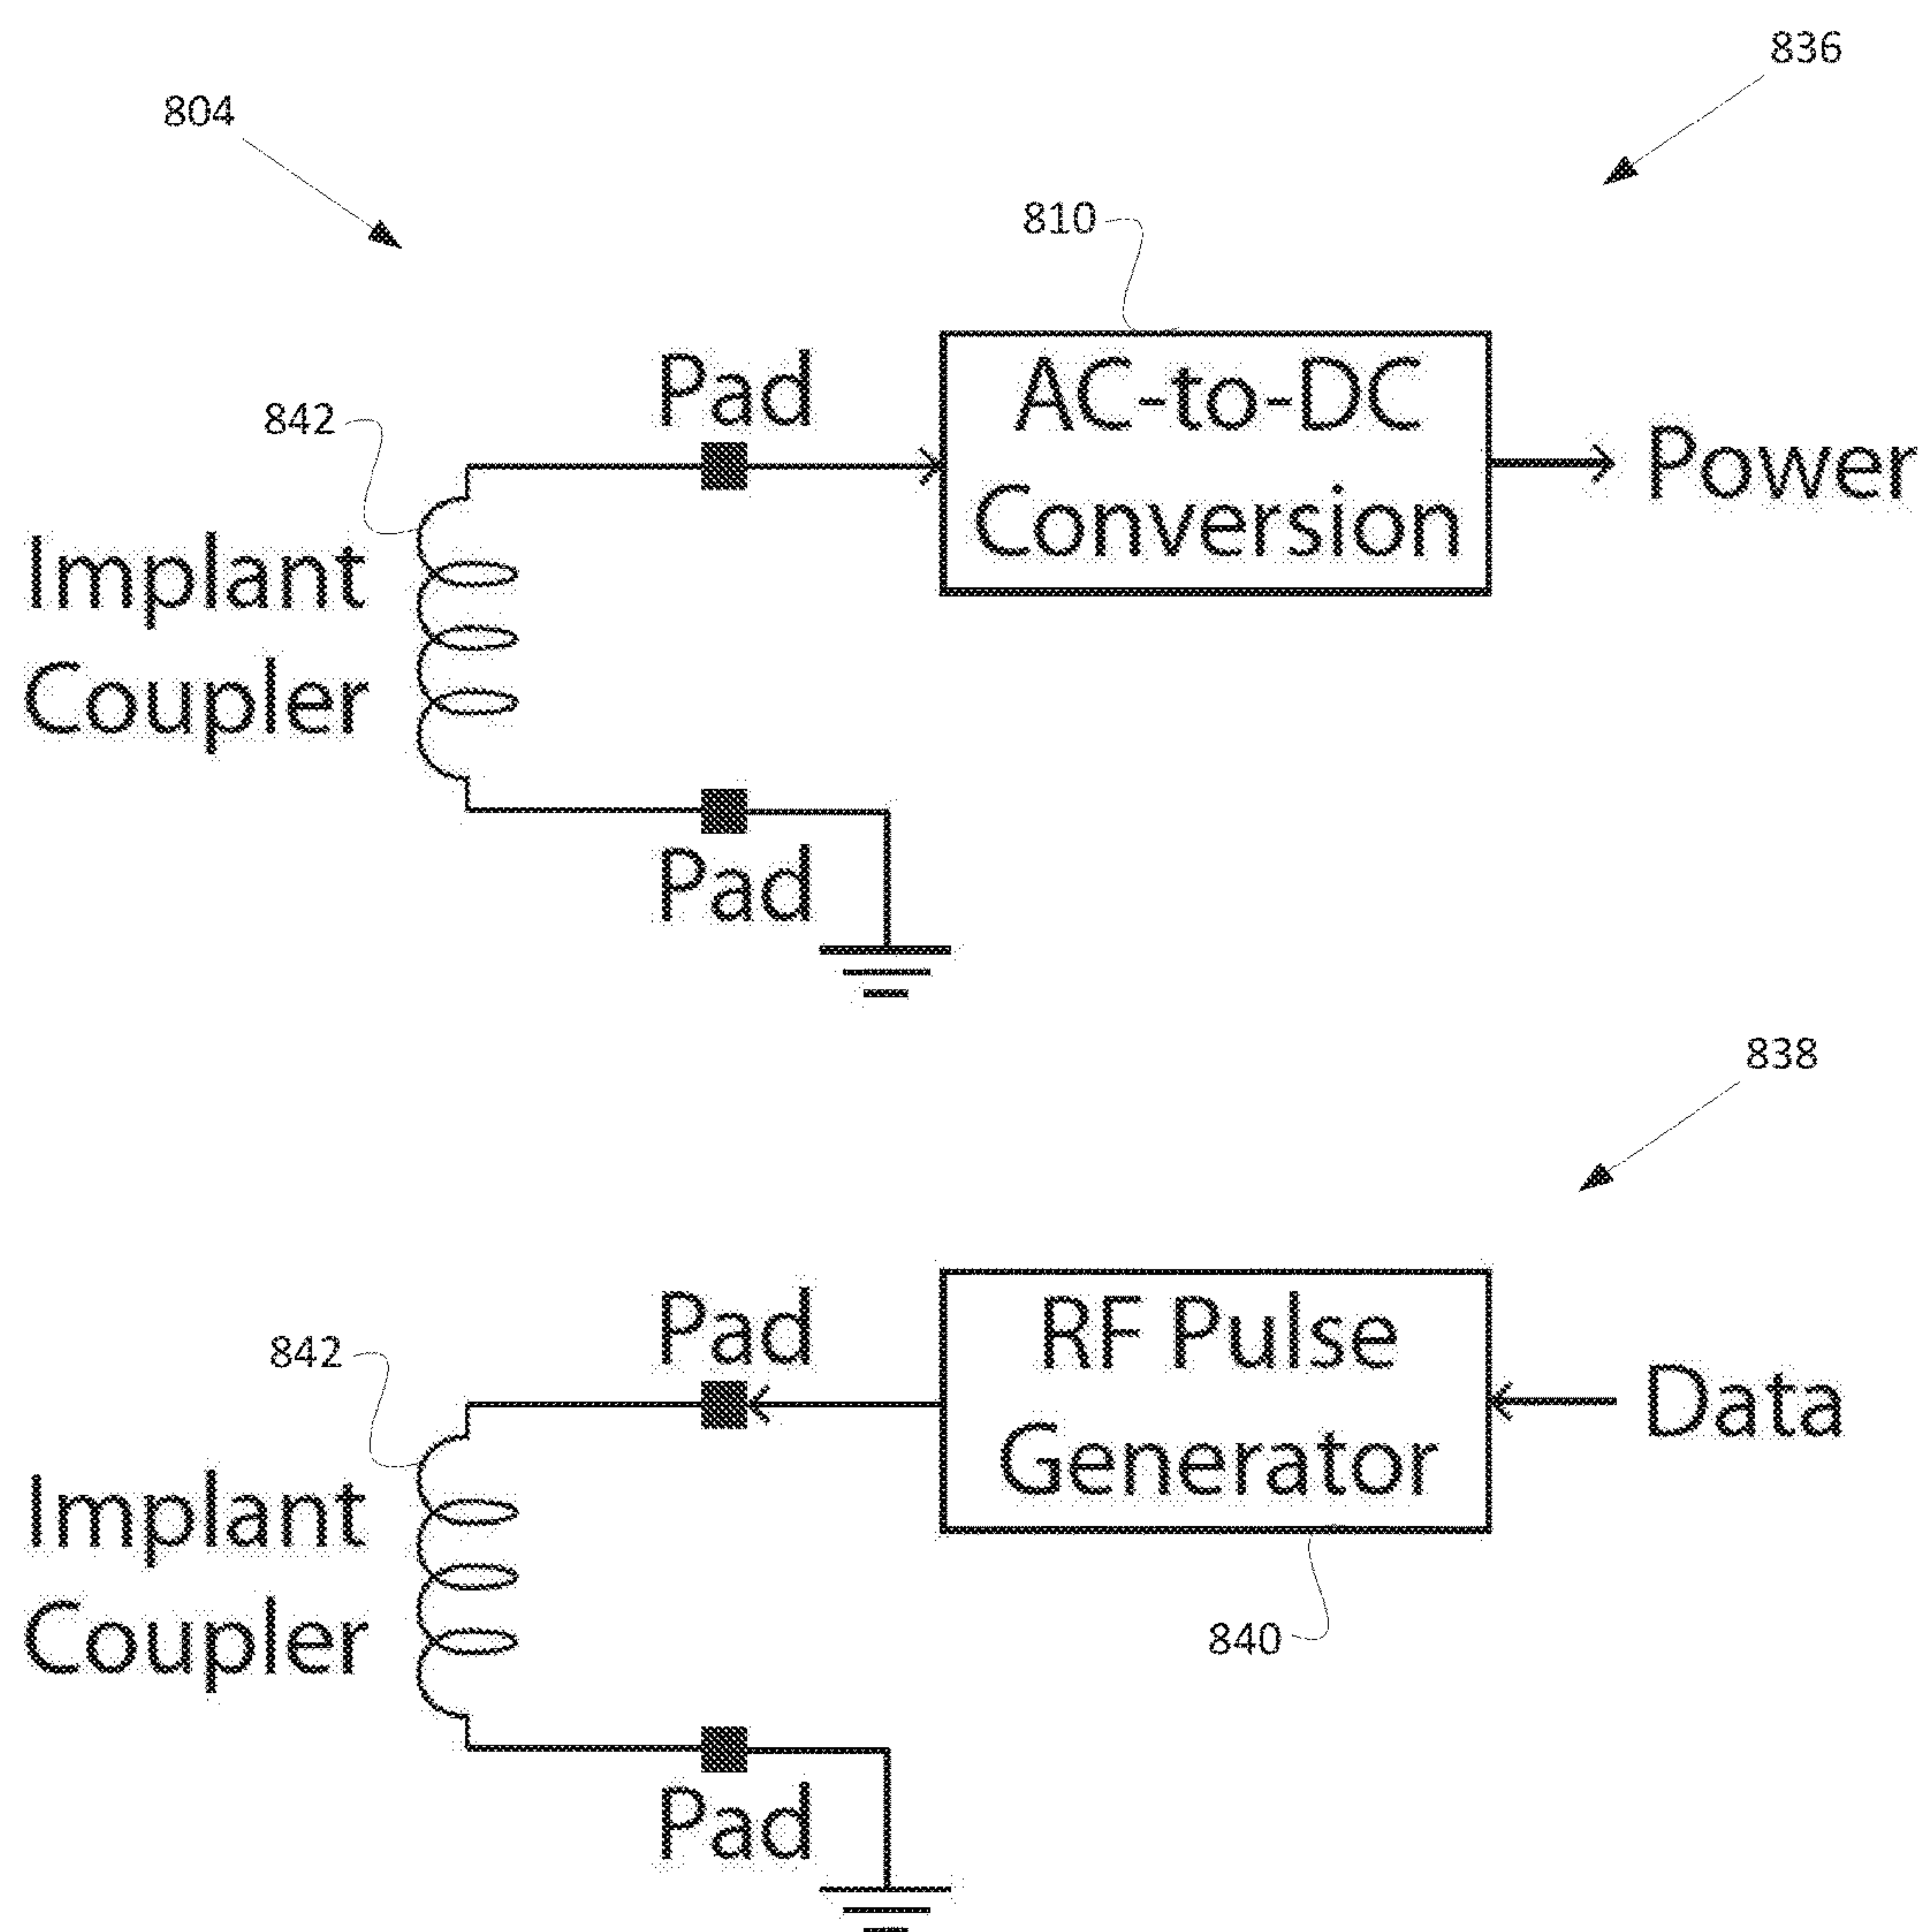 836
804
810
Pad
AC-to-DC
Conversion
Power
842
Implant
Coupler
Pad
838
Pad
RF Pulse
Generator
Data
842
Implant
Coupler
840
Pad